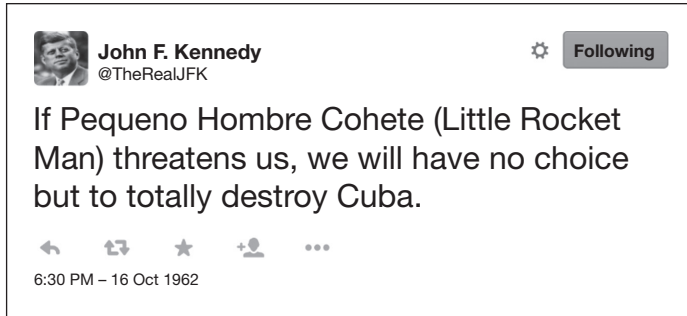 John F. Kennedy
@TheRealJFK
Following
If Pequeno Hombre Cohete (Little Rocket
Man) threatens us, we will have no choice
but to totally destroy Cuba.
6:30 PM – 16 Oct 1962